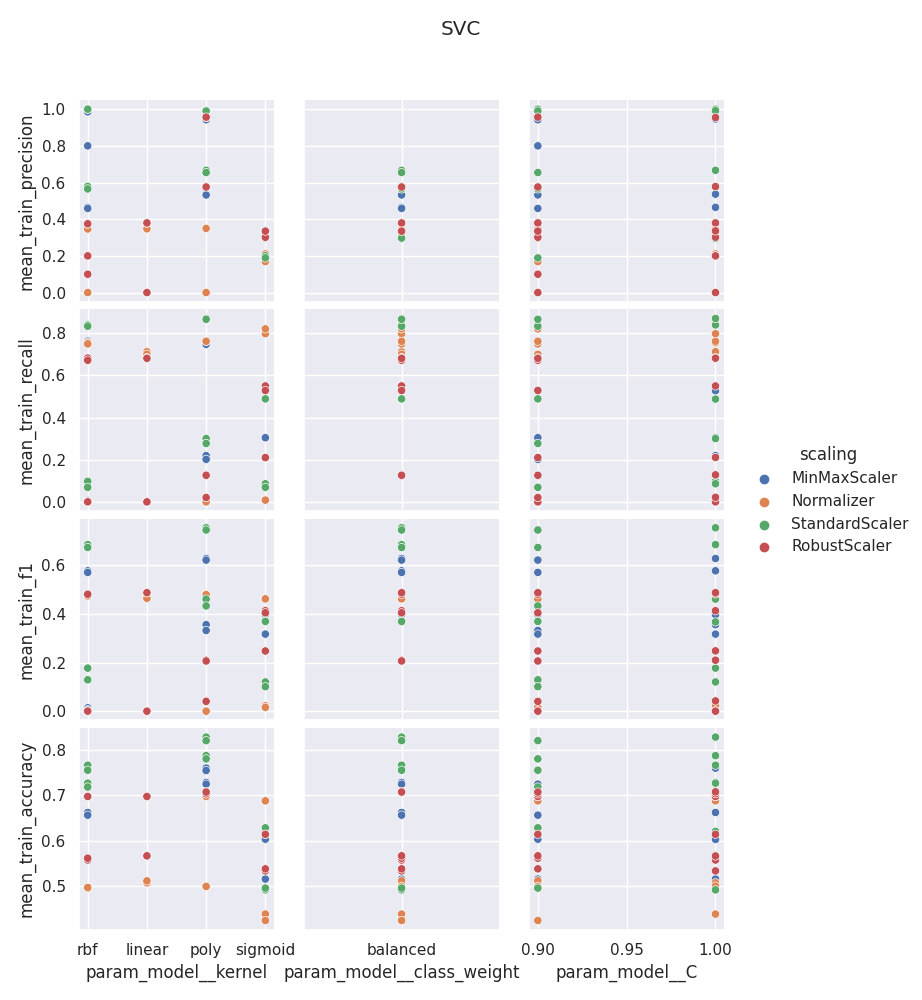 SVC
mean_train_precision
1.0
0.8
0.6
0.4
0.2
0.0
mean_train_recall
0.8
0.6
0.4
0.2
0.0
mean_train_f1
0.6
0.4
0.2
0.0
mean_train_accuracy
0.8
0.7
0.6
0.5
rbf linear poly sigmoid
param_model__kernel
balanced
param_model__class_weight
0.90 0.95 1.00
param_model__C
scaling
MinMaxScaler
Normalizer
StandardScaler
RobustScaler